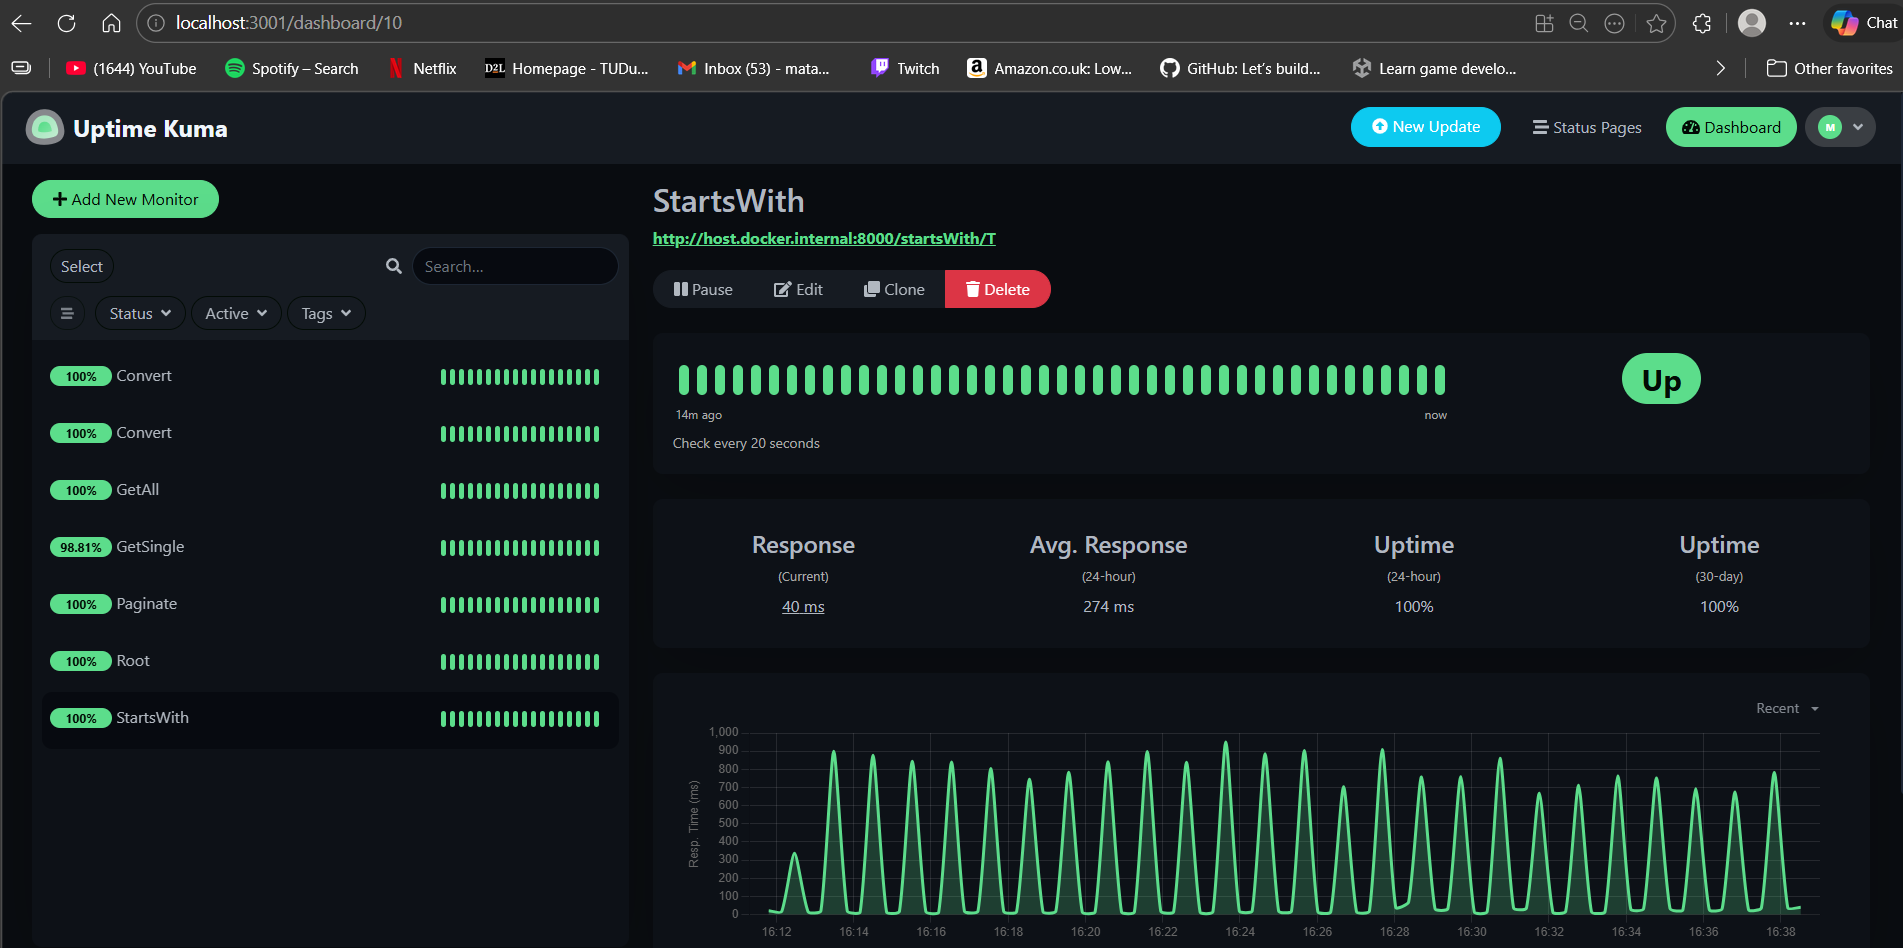 localhost:3001/dashboard/10
Chat
(1644) YouTube
Spotify – Search
Netflix
D2L Homepage - TUDu...
Inbox (53) - mata...
Twitch
Amazon.co.uk: Low...
GitHub: Let's build...
Learn game develo...
Other favorites
Uptime Kuma
New Update
Status Pages
Dashboard
M
Add New Monitor
Select
Search...
Status
Active
Tags
100% Convert
100% Convert
100% GetAll
98.81% GetSingle
100% Paginate
100% Root
100% StartsWith
StartsWith
http://host.docker.internal:8000/startsWith/T
Pause
Edit
Clone
Delete
14m ago
now
Check every 20 seconds
Up
Response
(Current)
40 ms
Avg. Response
(24-hour)
274 ms
Uptime
(24-hour)
100%
Uptime
(30-day)
100%
Recent
Resp. Time (ms)
1,000
900
800
700
600
500
400
300
200
100
0
16:12
16:14
16:16
16:18
16:20
16:22
16:24
16:26
16:28
16:30
16:32
16:34
16:36
16:38